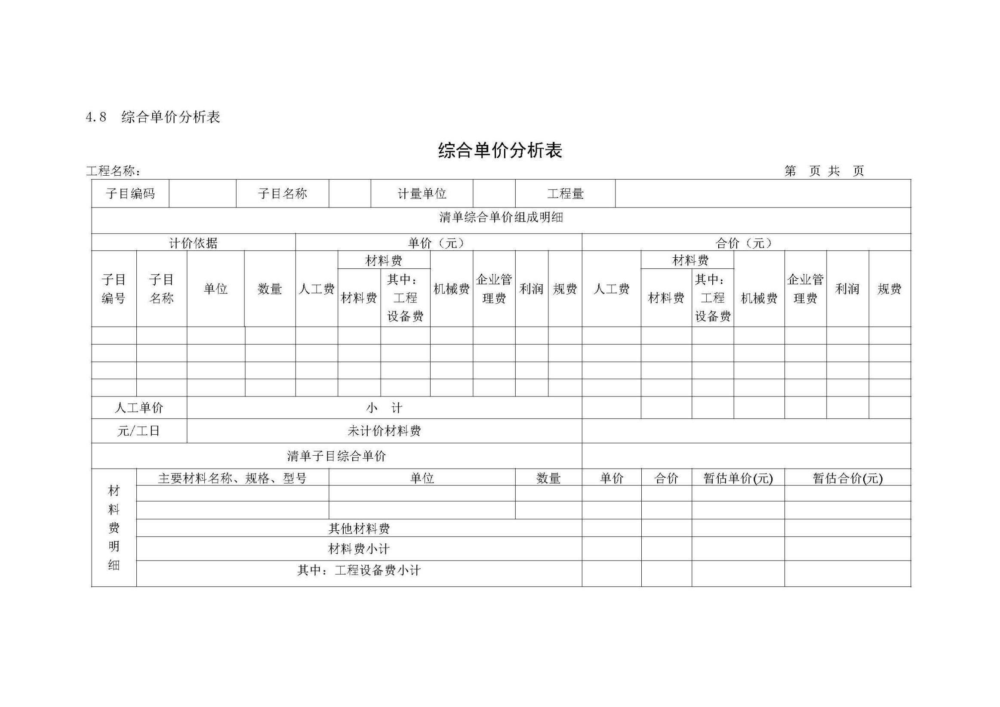 4.8 综合单价分析表
综合单价分析表
工程名称： 第 页 共 页
子目编码 子目名称 计量单位 工程量
清单综合单价组成明细
计价依据 单价（元） 合价（元）
子目编号 子目名称 单位 数量 人工费 材料费 机械费 企业管理费 利润 规费 人工费 材料费 机械费 企业管理费 利润 规费
材料费 其中：工程设备费 材料费 其中：工程设备费
人工单价 小 计
元/工日 未计价材料费
清单子目综合单价
材料费明细 主要材料名称、规格、型号 单位 数量 单价 合价 暂估单价(元) 暂估合价(元)
其他材料费
材料费小计
其中：工程设备费小计